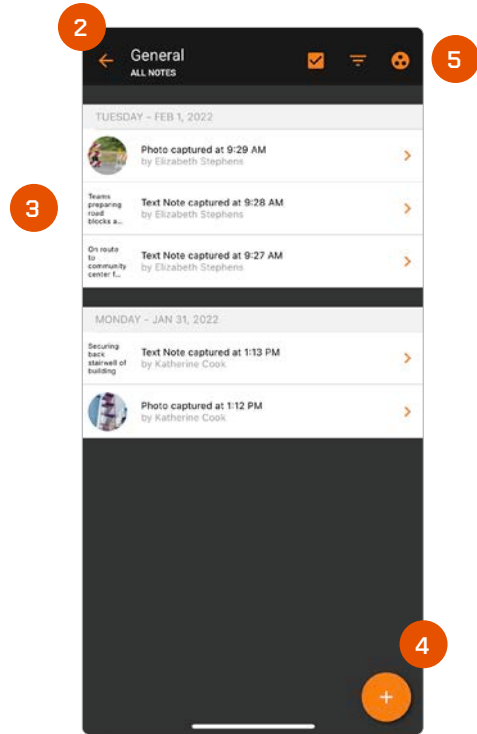 2
General
ALL NOTES
5
TUESDAY – FEB 1, 2022
Photo captured at 9:29 AM
by Elizabeth Stephens
3
Teams
preparing
road
blocks a...
Text Note captured at 9:28 AM
by Elizabeth Stephens
On route
to
community
center f...
Text Note captured at 9:27 AM
by Elizabeth Stephens
MONDAY – JAN 31, 2022
Securing
back
stairwell of
building
Text Note captured at 1:13 PM
by Katherine Cook
Photo captured at 1:12 PM
by Katherine Cook
4
+